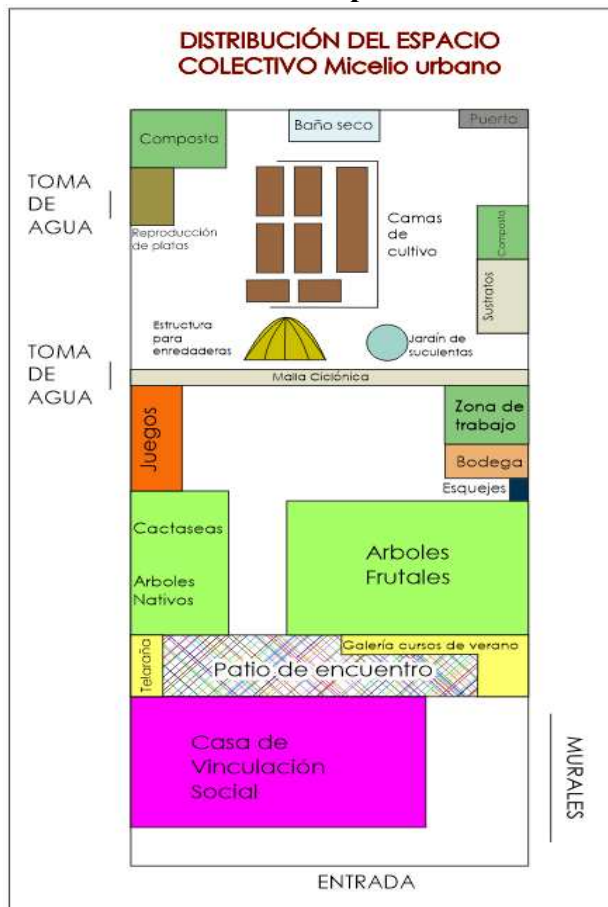 DISTRIBUCIÓN DEL ESPACIO
COLECTIVO Micelio urbano
Composta
Baño seco
Puerta
TOMA
DE
AGUA
Reproducción
de platas
Camas
de
cultivo
Composta
Sustratos
Estructura
para
enredaderas
Jardín de
suculentas
TOMA
DE
AGUA
Malla Ciclónica
Juegos
Zona de
trabajo
Bodega
Esquejes
Cactaseas
Arboles
Nativos
Arboles
Frutales
Telaraña
Galería cursos de verano
Patio de encuentro
Casa de
Vinculación
Social
MURALES
ENTRADA